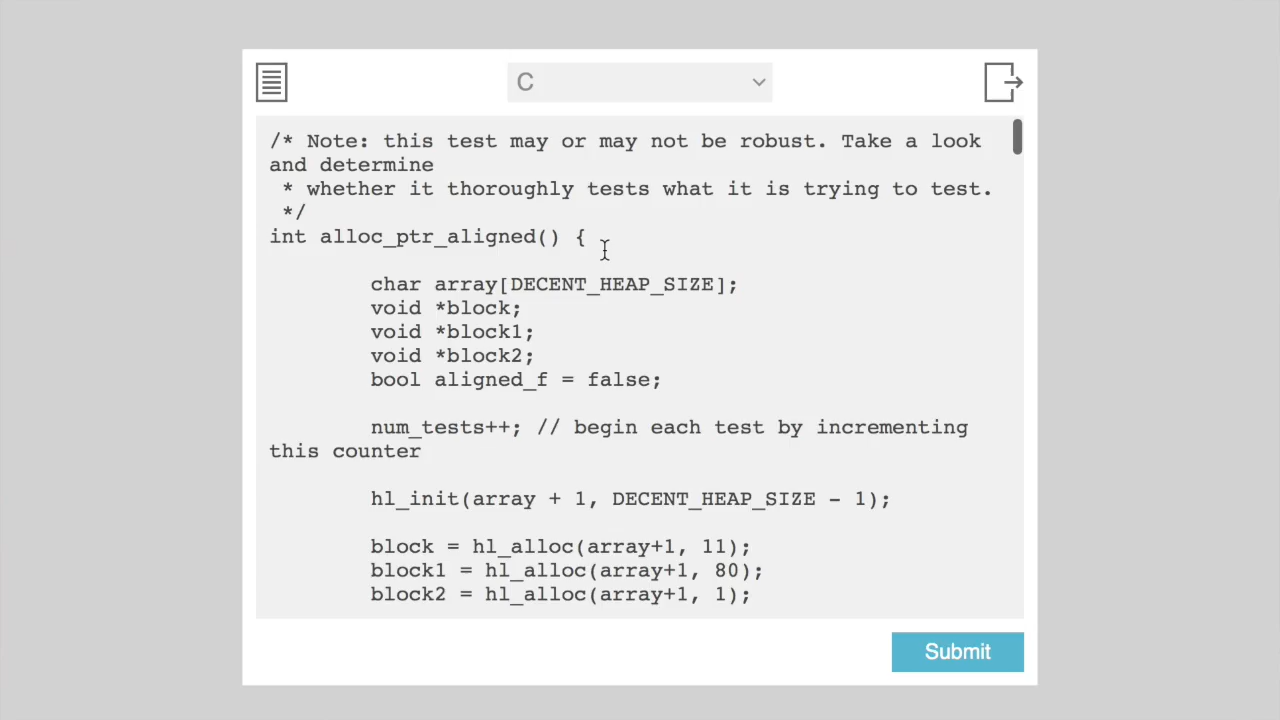 C
/* Note: this test may or may not be robust. Take a look
and determine
 * whether it thoroughly tests what it is trying to test.
 */
int alloc_ptr_aligned() {
        char array[DECENT_HEAP_SIZE];
        void *block;
        void *block1;
        void *block2;
        bool aligned_f = false;
        num_tests++; // begin each test by incrementing
this counter
        hl_init(array + 1, DECENT_HEAP_SIZE - 1);
        block = hl_alloc(array+1, 11);
        block1 = hl_alloc(array+1, 80);
        block2 = hl_alloc(array+1, 1);
Submit